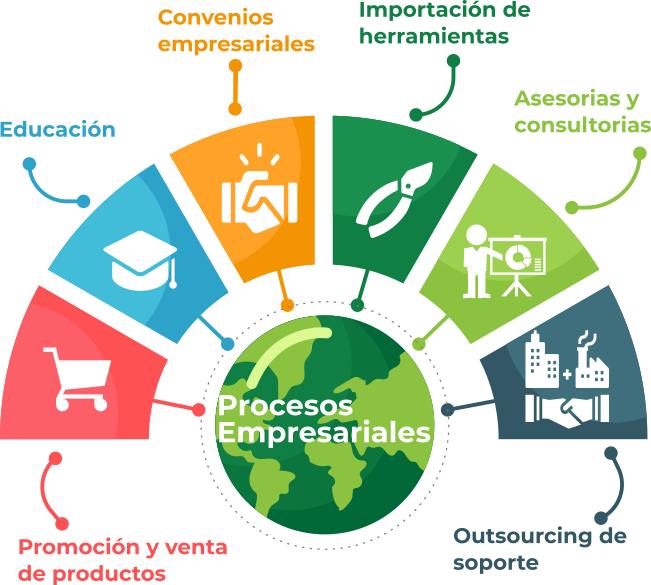 Convenios
empresariales
Importación de
herramientas
Educación
Asesorias y
consultorias
Procesos
Empresariales
Promoción y venta
de productos
Outsourcing de
soporte